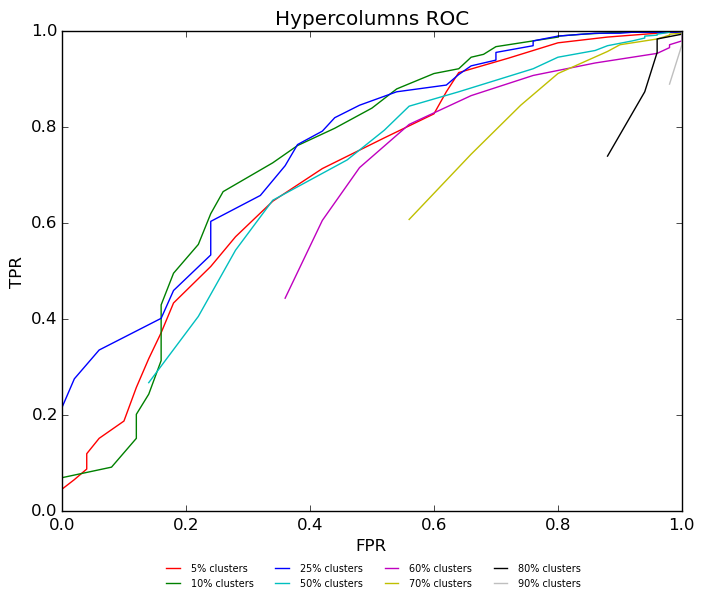 Hypercolumns ROC
1.0
0.8
0.6
0.4
0.2
0.0
TPR
0.0 0.2 0.4 0.6 0.8 1.0
FPR
5% clusters 25% clusters 60% clusters 80% clusters
10% clusters 50% clusters 70% clusters 90% clusters